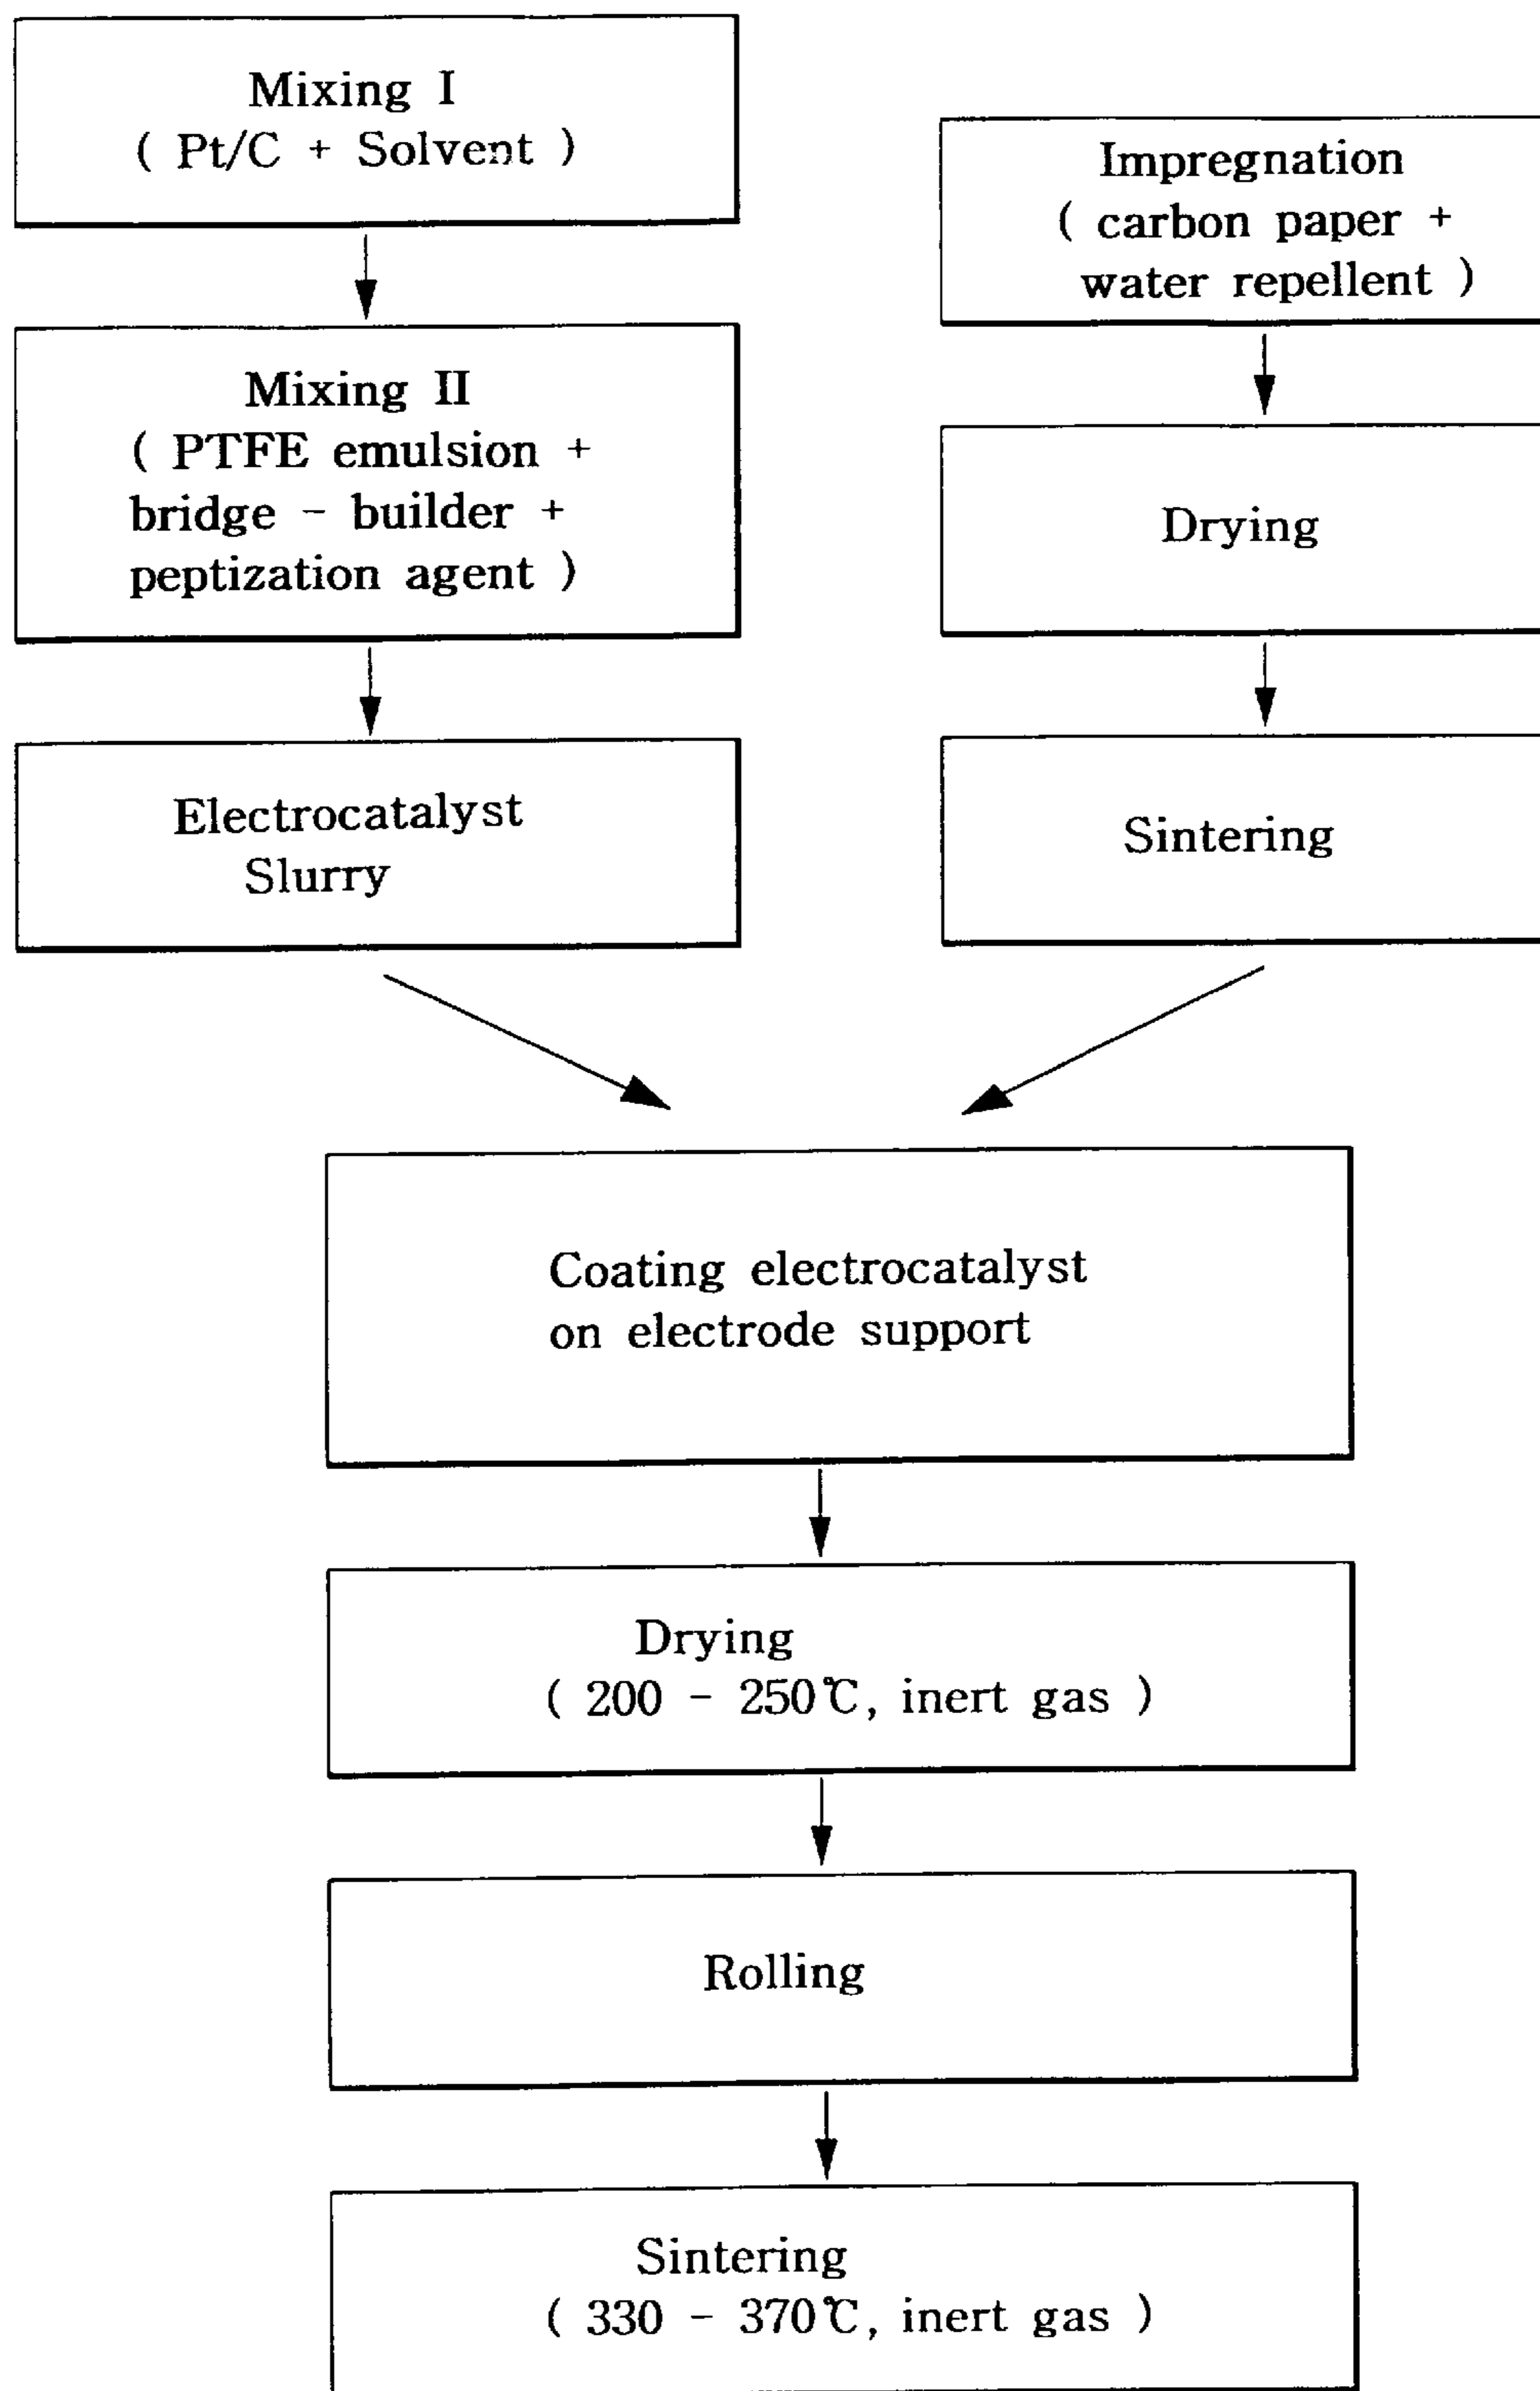 Mixing I
( Pt/C + Solvent )
Mixing II
( PTFE emulsion +
bridge - builder +
peptization agent )
Electrocatalyst
Slurry
Impregnation
( carbon paper +
water repellent )
Drying
Sintering
Coating electrocatalyst
on electrode support
Drying
( 200 - 250℃, inert gas )
Rolling
Sintering
( 330 - 370℃, inert gas )